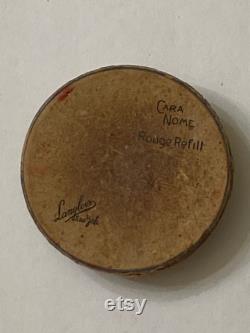 CARA
NOME
Rouge Refill
Langlois
New York
ETSY